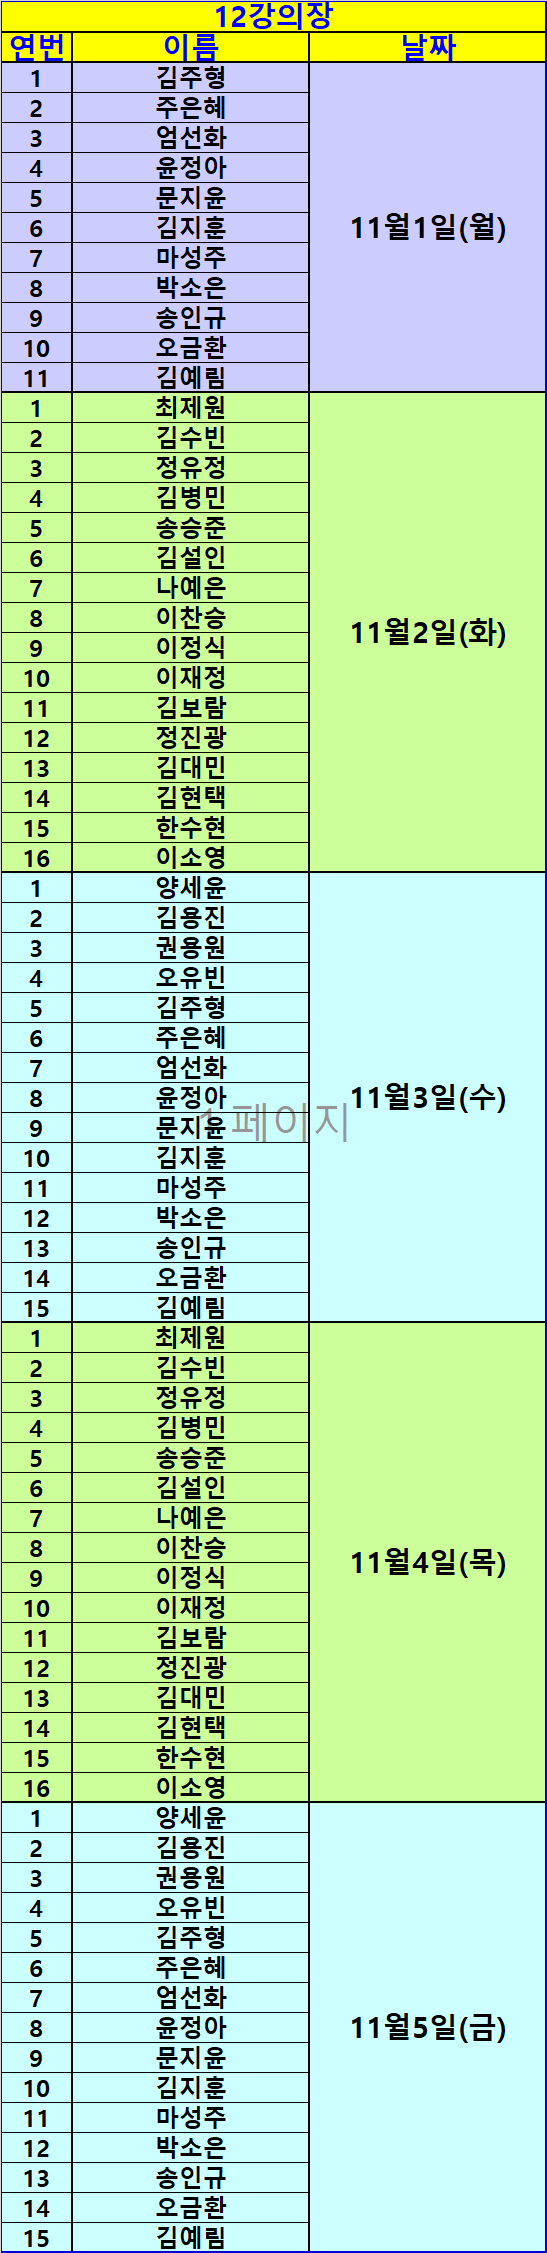 12강의장
연번 이름 날짜
1 김주형
2 주은혜
3 엄선화
4 윤정아
5 문지윤
6 김지훈 11월1일(월)
7 마성주
8 박소은
9 송인규
10 오금환
11 김예림
1 최제원
2 김수빈
3 정유정
4 김병민
5 송승준
6 김설인
7 나예은
8 이찬승
11월2일(화)
9 이정식
10 이재정
11 김보람
12 정진광
13 김대민
14 김현택
15 한수현
16 이소영
1 양세윤
2 김용진
3 권용원
4 오유빈
5 김주형
6 주은혜
7 엄선화
8 윤정아 11월3일(수)
9 문지윤
1 페이지
10 김지훈
11 마성주
12 박소은
13 송인규
14 오금환
15 김예림
1 최제원
2 김수빈
3 정유정
4 김병민
5 송승준
6 김설인
7 나예은
8 이찬승
11월4일(목)
9 이정식
10 이재정
11 김보람
12 정진광
13 김대민
14 김현택
15 한수현
16 이소영
1 양세윤
2 김용진
3 권용원
4 오유빈
5 김주형
6 주은혜
7 엄선화
8 윤정아 11월5일(금)
9 문지윤
10 김지훈
11 마성주
12 박소은
13 송인규
14 오금환
15 김예림